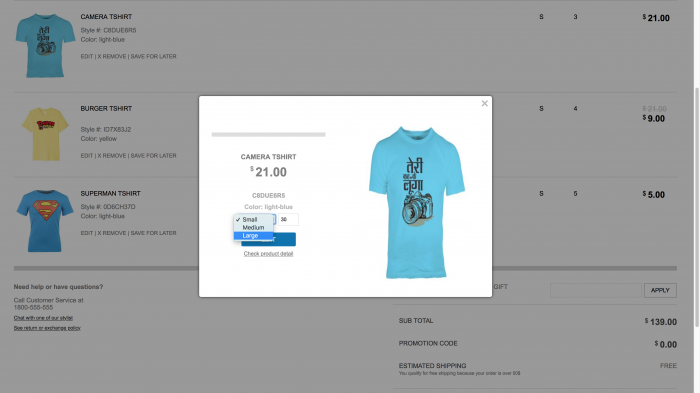 CAMERA TSHIRT
Style #: C8DUE6R5
Color: light-blue
EDIT | X REMOVE | SAVE FOR LATER
S 3 $ 21.00
BURGER TSHIRT
Style #: ID7X83J2
Color: yellow
EDIT | X REMOVE | SAVE FOR LATER
S 4 $ 21.00
$ 9.00
SUPERMAN TSHIRT
Style #: 0D6CH37D
Color: light-blue
EDIT | X REMOVE | SAVE FOR LATER
S 5 $ 5.00
×
CAMERA TSHIRT
$ 21.00
C8DUE6R5
Color: light-blue
✓ Small
Medium
Large
30
Check product detail
तेरी
लूंगा
Need help or have questions?
Call Customer Service at
1800-555-555
Chat with one of our stylist
See return or exchange policy
GIFT
APPLY
SUB TOTAL $ 139.00
PROMOTION CODE $ 0.00
ESTIMATED SHIPPING FREE
You qualify for free shipping because your order is over 50$